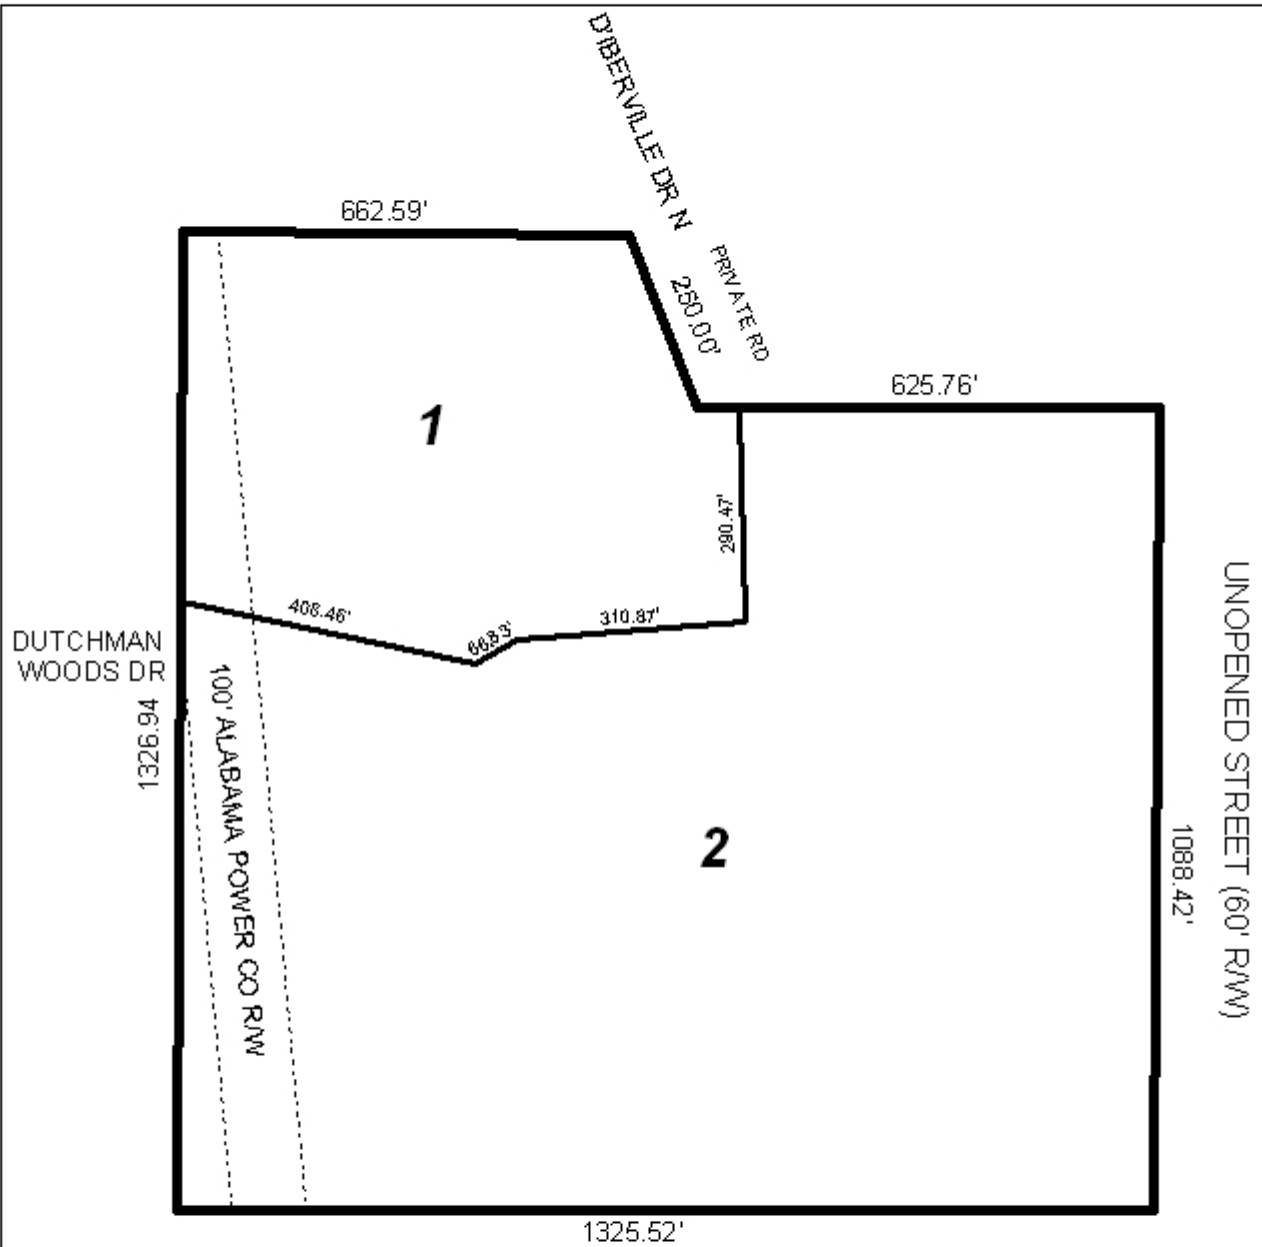 D'IBERVILLE DR N
PRIVATE RD
662.59'
250.00'
625.76'
1
290.47'
408.46'
66.83'
310.87'
DUTCHMAN
WOODS DR
1326.94
100' ALABAMA POWER CO R/W
2
UNOPENED STREET (60' R/W)
1088.42'
1325.52'